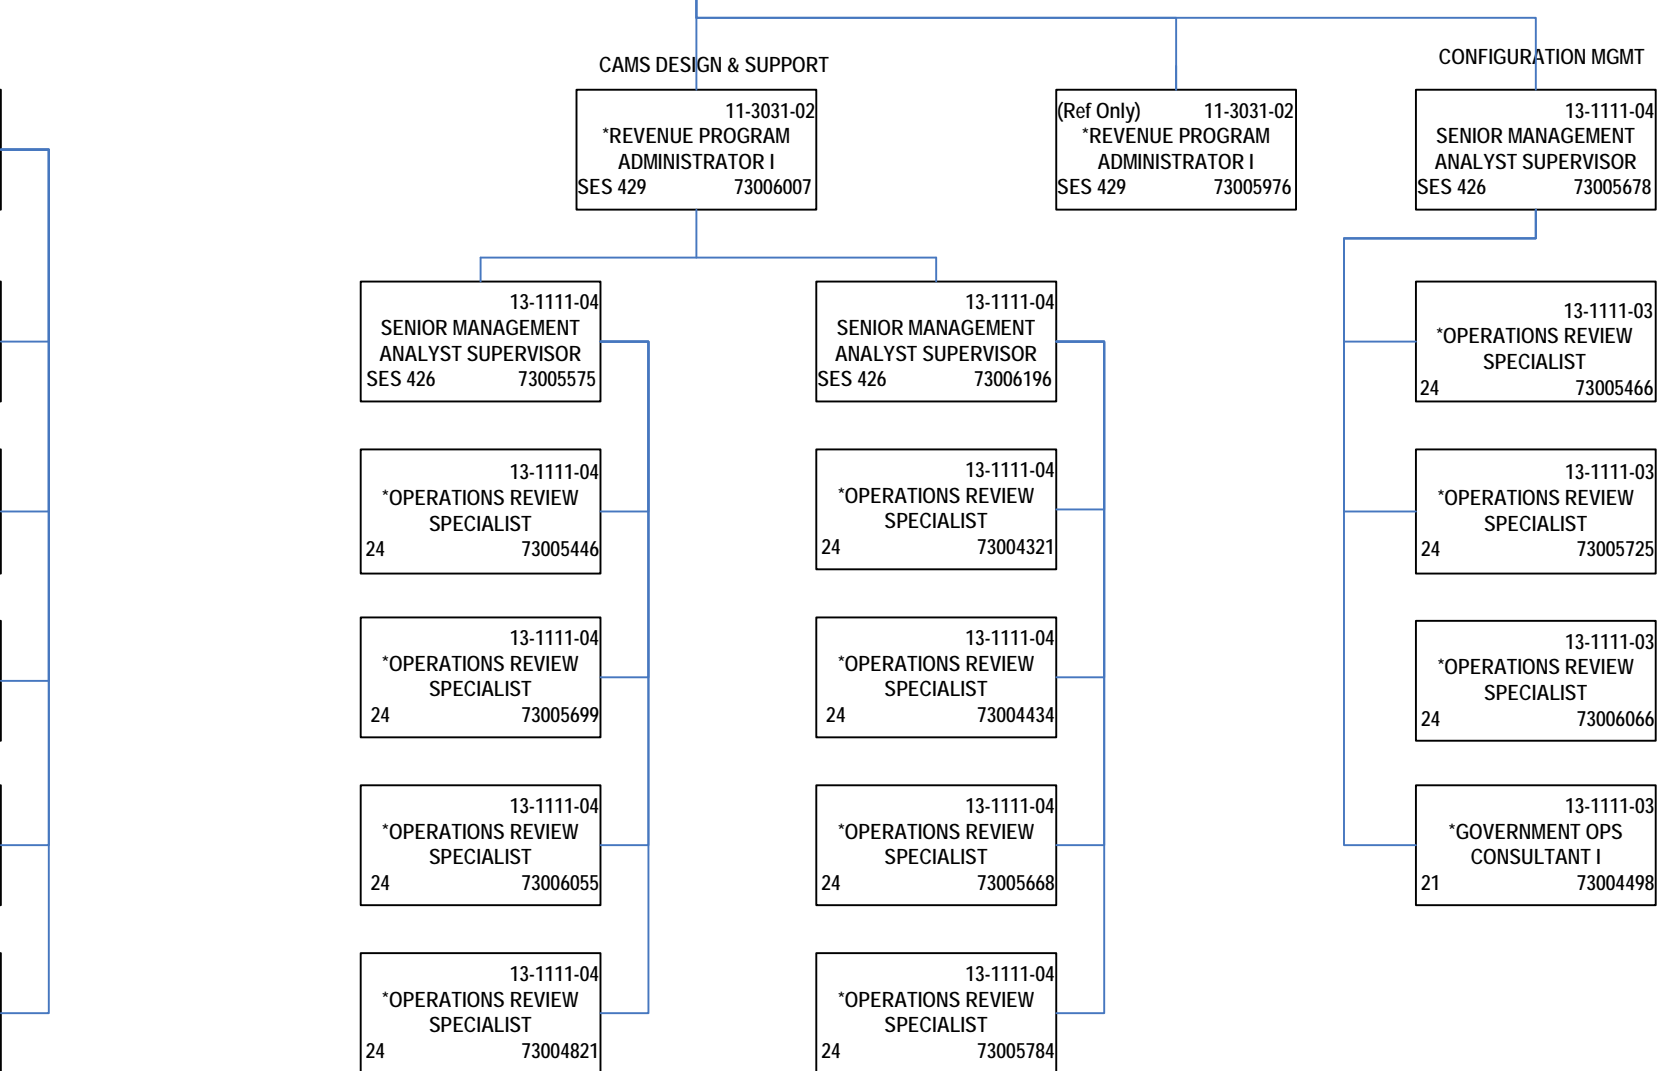 CAMS DESIGN & SUPPORT
11-3031-02
*REVENUE PROGRAM
ADMINISTRATOR I
SES 429 73006007
(Ref Only) 11-3031-02
*REVENUE PROGRAM
ADMINISTRATOR I
SES 429 73005976
CONFIGURATION MGMT
13-1111-04
SENIOR MANAGEMENT
ANALYST SUPERVISOR
SES 426 73005678
13-1111-04
SENIOR MANAGEMENT
ANALYST SUPERVISOR
SES 426 73005575
13-1111-04
*OPERATIONS REVIEW
SPECIALIST
24 73005446
13-1111-04
*OPERATIONS REVIEW
SPECIALIST
24 73005699
13-1111-04
*OPERATIONS REVIEW
SPECIALIST
24 73006055
13-1111-04
*OPERATIONS REVIEW
SPECIALIST
24 73004821
13-1111-04
SENIOR MANAGEMENT
ANALYST SUPERVISOR
SES 426 73006196
13-1111-04
*OPERATIONS REVIEW
SPECIALIST
24 73004321
13-1111-04
*OPERATIONS REVIEW
SPECIALIST
24 73004434
13-1111-04
*OPERATIONS REVIEW
SPECIALIST
24 73005668
13-1111-04
*OPERATIONS REVIEW
SPECIALIST
24 73005784
13-1111-03
*OPERATIONS REVIEW
SPECIALIST
24 73005466
13-1111-03
*OPERATIONS REVIEW
SPECIALIST
24 73005725
13-1111-03
*OPERATIONS REVIEW
SPECIALIST
24 73006066
13-1111-03
*GOVERNMENT OPS
CONSULTANT I
21 73004498